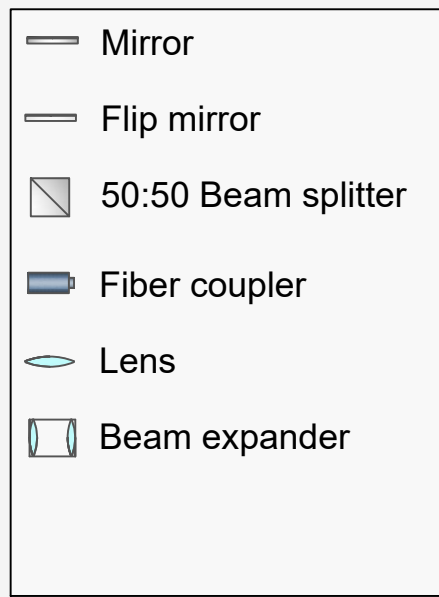 Mirror
Flip mirror
50:50 Beam splitter
Fiber coupler
Lens
Beam expander